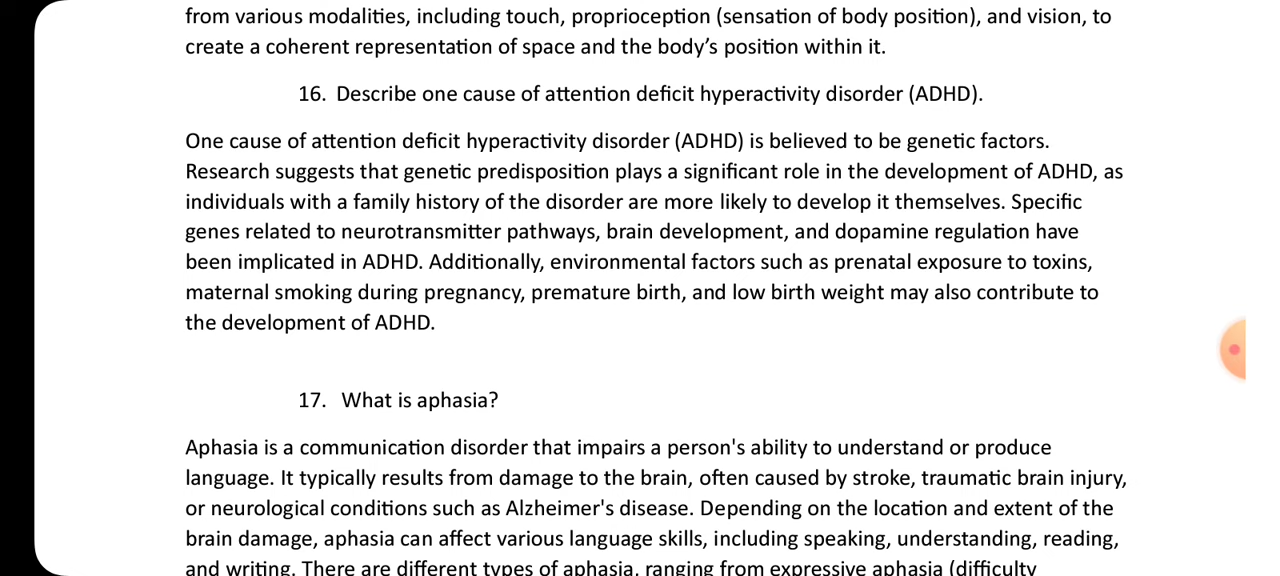 from various modalities, including touch, proprioception (sensation of body position), and vision, to
create a coherent representation of space and the body’s position within it.
16. Describe one cause of attention deficit hyperactivity disorder (ADHD).
One cause of attention deficit hyperactivity disorder (ADHD) is believed to be genetic factors.
Research suggests that genetic predisposition plays a significant role in the development of ADHD, as
individuals with a family history of the disorder are more likely to develop it themselves. Specific
genes related to neurotransmitter pathways, brain development, and dopamine regulation have
been implicated in ADHD. Additionally, environmental factors such as prenatal exposure to toxins,
maternal smoking during pregnancy, premature birth, and low birth weight may also contribute to
the development of ADHD.
17. What is aphasia?
Aphasia is a communication disorder that impairs a person's ability to understand or produce
language. It typically results from damage to the brain, often caused by stroke, traumatic brain injury,
or neurological conditions such as Alzheimer's disease. Depending on the location and extent of the
brain damage, aphasia can affect various language skills, including speaking, understanding, reading,
and writing. There are different types of aphasia, ranging from expressive aphasia (difficulty